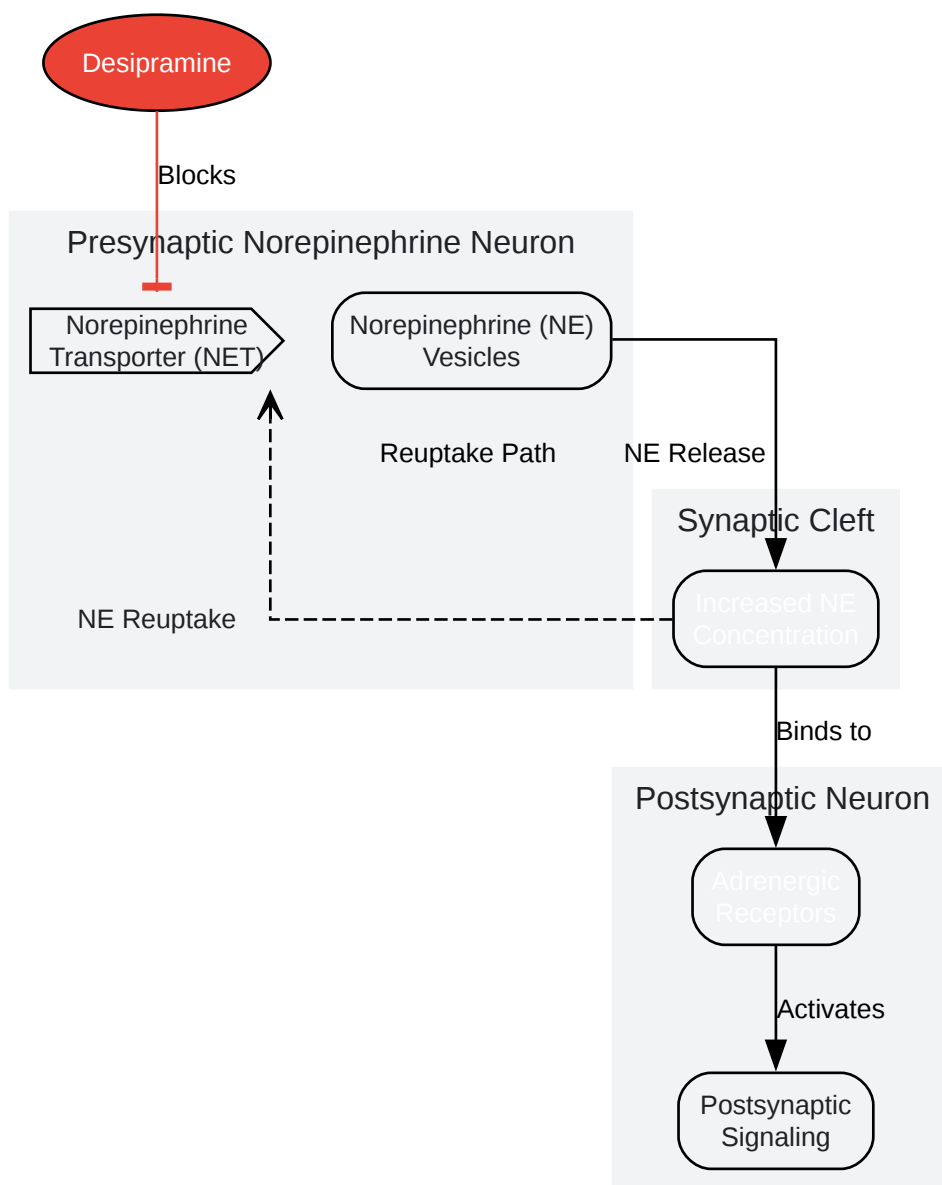 Desipramine
Blocks
Presynaptic Norepinephrine Neuron
Norepinephrine
Transporter (NET)
Norepinephrine (NE)
Vesicles
Reuptake Path
NE Release
Synaptic Cleft
Increased NE
Concentration
NE Reuptake
Binds to
Postsynaptic Neuron
Adrenergic
Receptors
Activates
Postsynaptic
Signaling